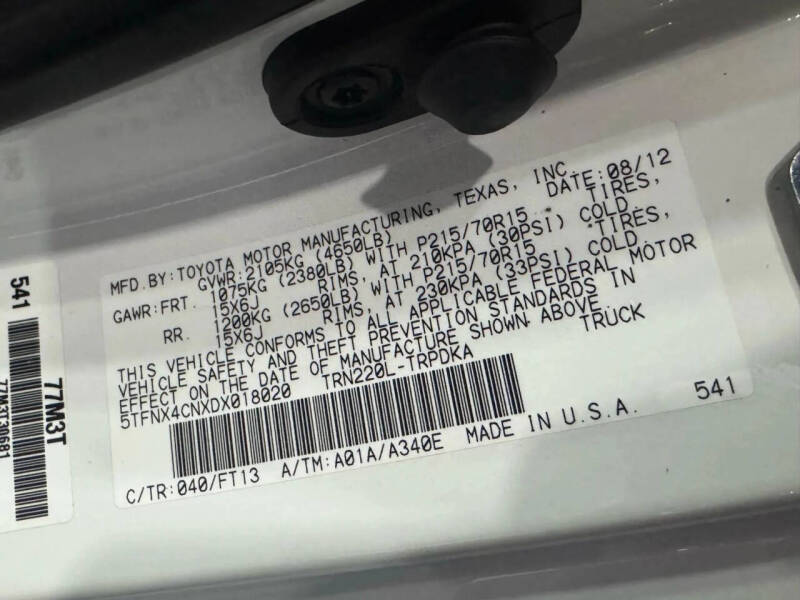 MFD.BY:TOYOTA MOTOR MANUFACTURING, TEXAS, INC
GVWR:2105KG (4650LB) DATE:08/12
GAWR:FRT. 1075KG (2380LB) WITH P215/70R15 TIRES,
15X6J RIMS, AT 210KPA (30PSI) COLD.
RR. 1200KG (2650LB) WITH P215/70R15 TIRES,
15X6J RIMS, AT 230KPA (33PSI) COLD.
THIS VEHICLE CONFORMS TO ALL APPLICABLE FEDERAL MOTOR
VEHICLE SAFETY AND THEFT PREVENTION STANDARDS IN
EFFECT ON THE DATE OF MANUFACTURE SHOWN ABOVE.
5TFNX4CNXDX018020 TRN220L-TRPDKA TRUCK
C/TR:040/FT13 A/TM:A01A/A340E MADE IN U.S.A. 541
541
77M3T